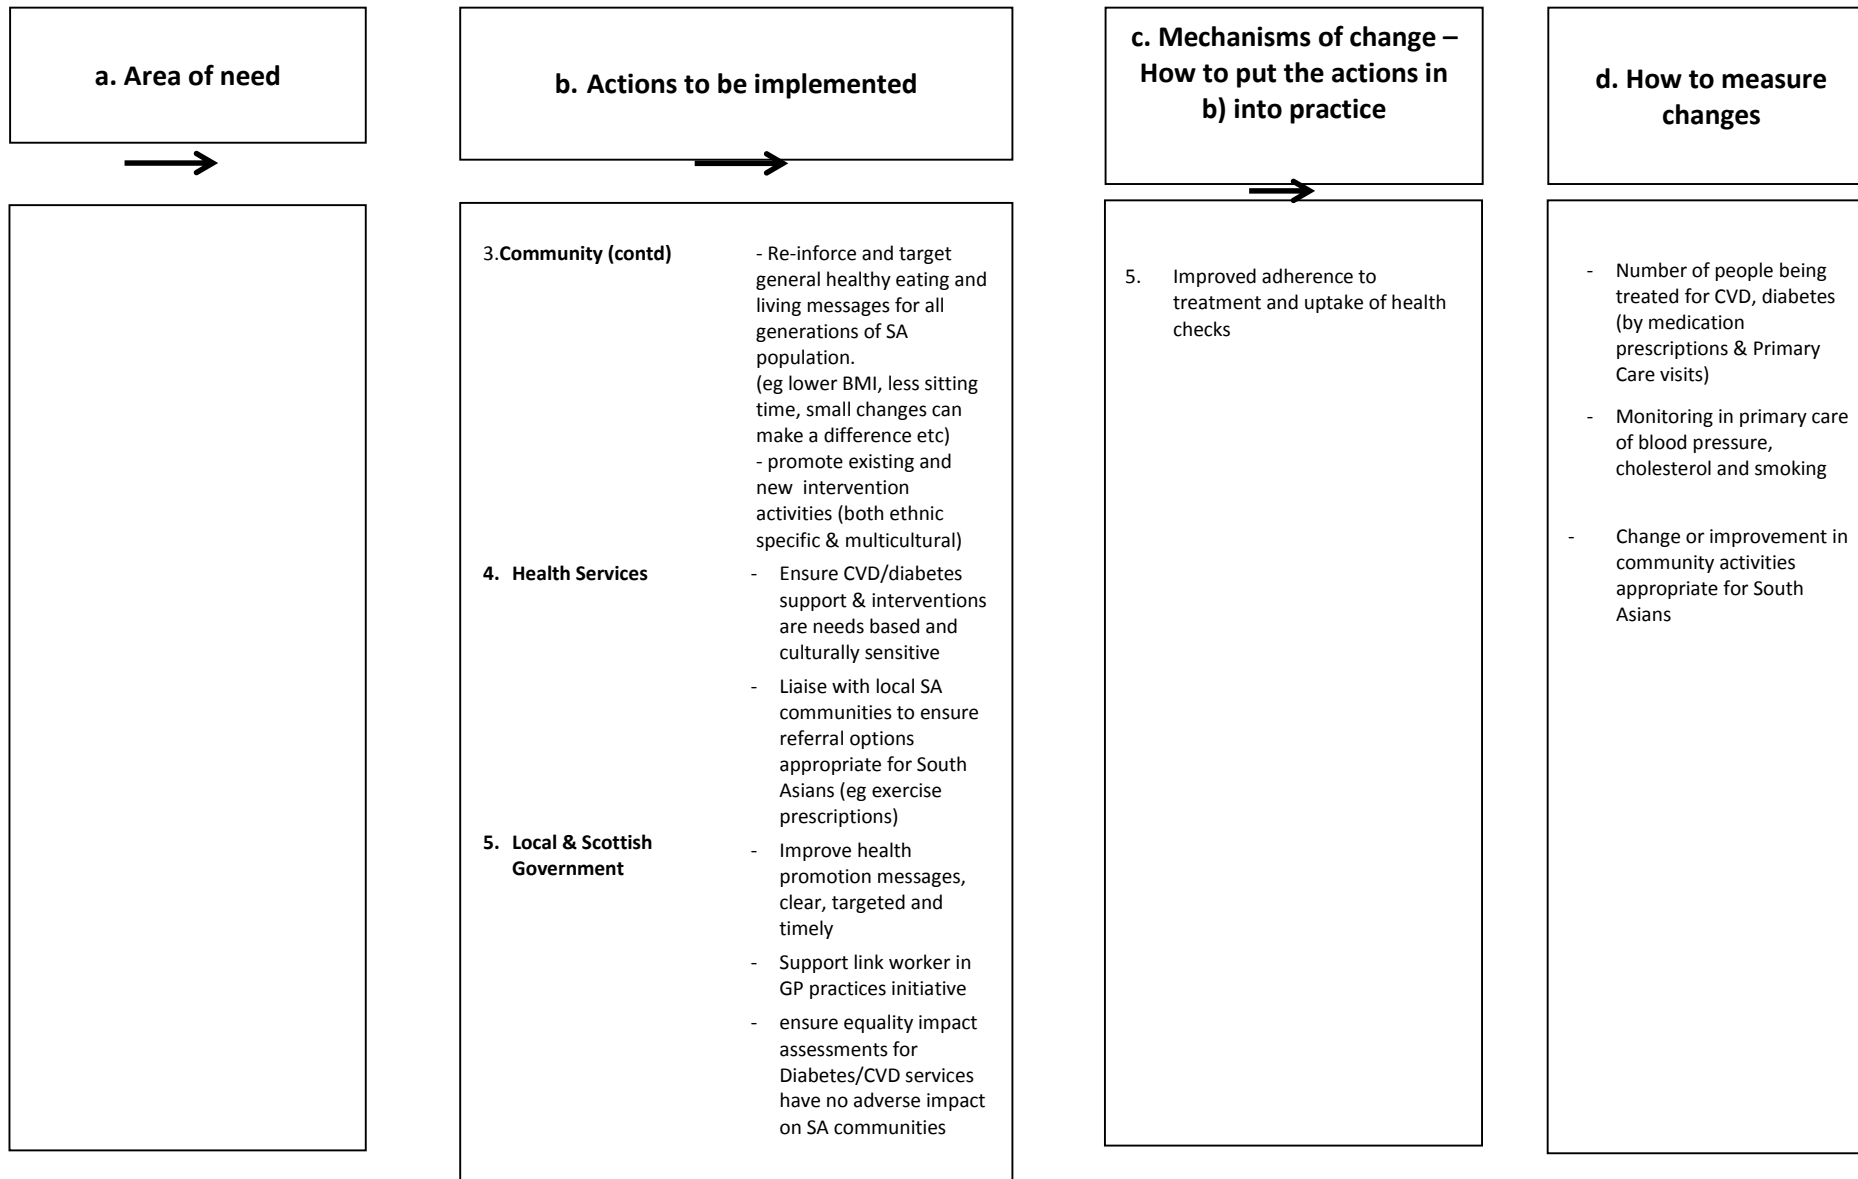 a. Area of need
b. Actions to be implemented
c. Mechanisms of change –
How to put the actions in
b) into practice
d. How to measure
changes
3.Community (contd)
- Re-inforce and target
general healthy eating and
living messages for all
generations of SA
population.
(eg lower BMI, less sitting
time, small changes can
make a difference etc)
- promote existing and
new intervention
activities (both ethnic
specific & multicultural)
4. Health Services
- Ensure CVD/diabetes
support & interventions
are needs based and
culturally sensitive
- Liaise with local SA
communities to ensure
referral options
appropriate for South
Asians (eg exercise
prescriptions)
5. Local & Scottish
Government
- Improve health
promotion messages,
clear, targeted and
timely
- Support link worker in
GP practices initiative
- ensure equality impact
assessments for
Diabetes/CVD services
have no adverse impact
on SA communities
5. Improved adherence to
treatment and uptake of health
checks
- Number of people being
treated for CVD, diabetes
(by medication
prescriptions & Primary
Care visits)
- Monitoring in primary care
of blood pressure,
cholesterol and smoking
- Change or improvement in
community activities
appropriate for South
Asians